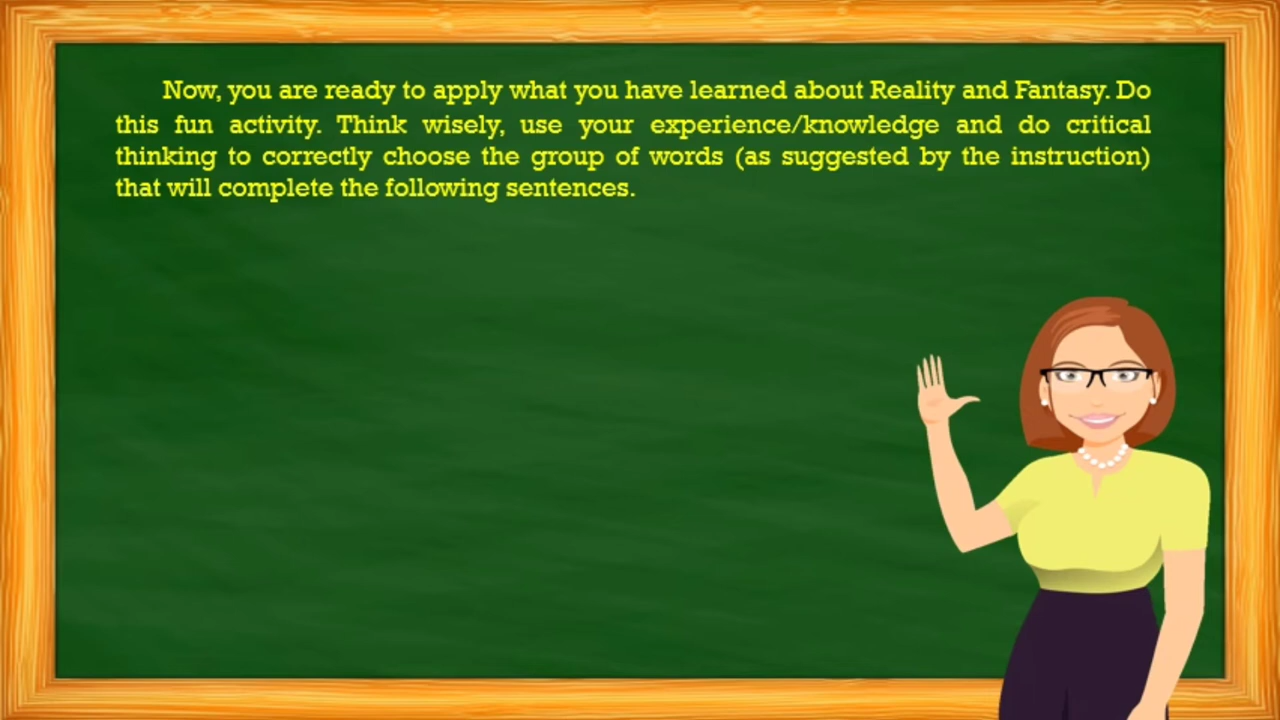 Now, you are ready to apply what you have learned about Reality and Fantasy. Do
this fun activity. Think wisely, use your experience/knowledge and do critical
thinking to correctly choose the group of words (as suggested by the instruction)
that will complete the following sentences.